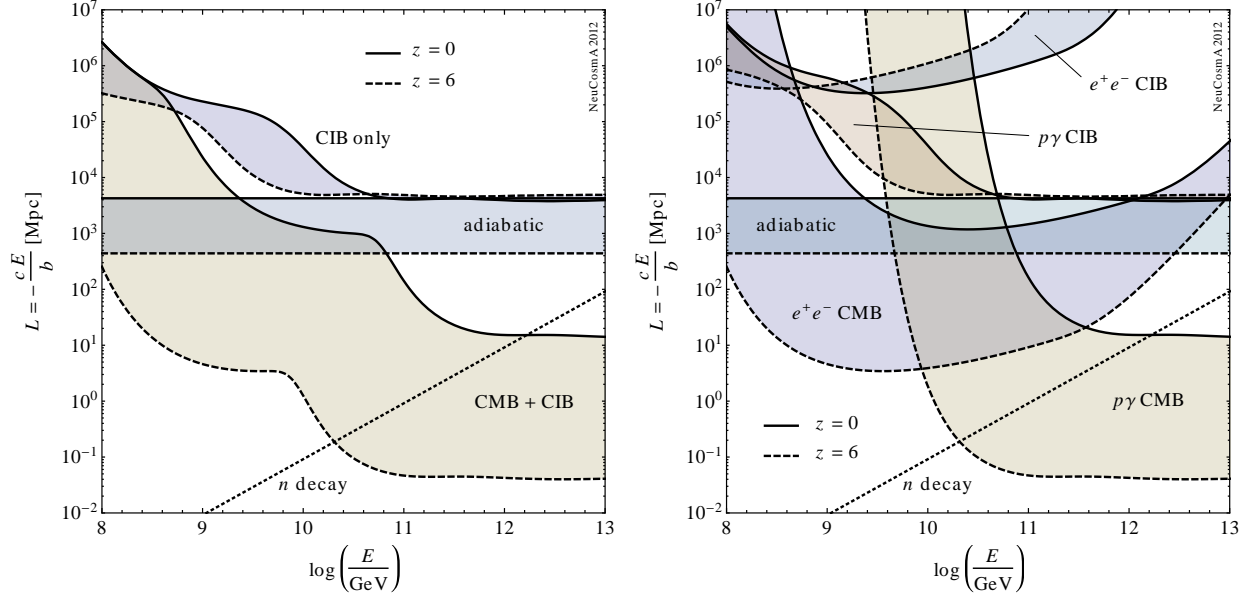 10^7
10^6
10^5
10^4
10^3
10^2
10^1
10^0
10^{-1}
10^{-2}
L = - c E / b [Mpc]
z = 0
z = 6
NeuCosmA 2012
CIB only
adiabatic
CMB + CIB
n decay
8 9 10 11 12 13
log (E / GeV)
10^7
10^6
10^5
10^4
10^3
10^2
10^1
10^0
10^{-1}
10^{-2}
L = - c E / b [Mpc]
NeuCosmA 2012
e^+e^- CIB
pγ CIB
adiabatic
e^+e^- CMB
pγ CMB
z = 0
z = 6
n decay
8 9 10 11 12 13
log (E / GeV)